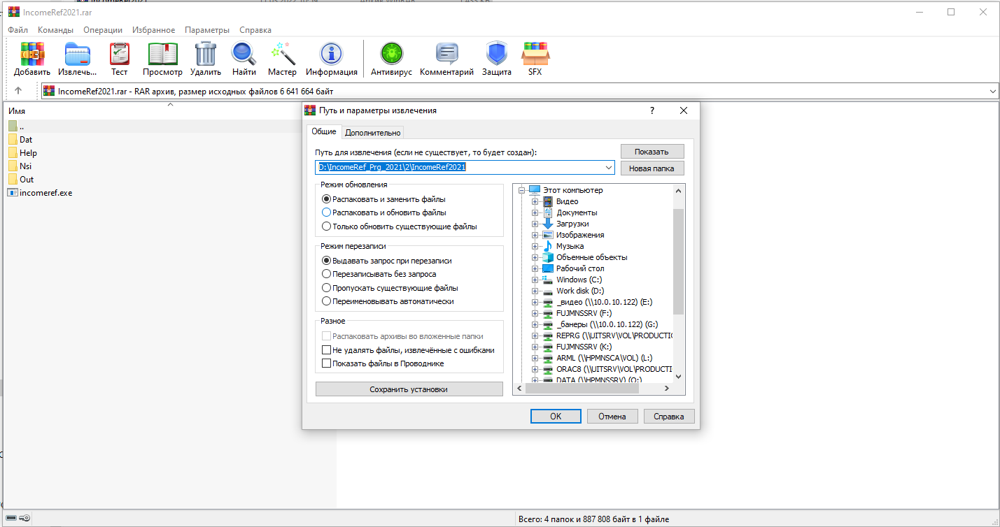 IncomeRef2021.rar
Файл Команды Операции Избранное Параметры Справка
Добавить Извлечь... Тест Просмотр Удалить Найти Мастер Информация Антивирус Комментарий Защита SFX
IncomeRef2021.rar - RAR архив, размер исходных файлов 6 641 664 байт
Имя
..
Dat
Help
Nsi
Out
incomeref.exe
Путь и параметры извлечения
Общие Дополнительно
Путь для извлечения (если не существует, то будет создан):
D:\IncomeRef_Prg_2021\2\IncomeRef2021
Показать
Новая папка
Режим обновления
Распаковать и заменить файлы
Распаковать и обновить файлы
Только обновить существующие файлы
Режим перезаписи
Выдавать запрос при перезаписи
Перезаписывать без запроса
Пропускать существующие файлы
Переименовывать автоматически
Разное
Распаковать архивы во вложенные папки
Не удалять файлы, извлечённые с ошибками
Показать файлы в Проводнике
Сохранить установки
Этот компьютер
Видео
Документы
Загрузки
Изображения
Музыка
Объемные объекты
Рабочий стол
Windows (C:)
Work disk (D:)
_видео (\\10.0.10.122) (E:)
FUJMNSSRV (F:)
_банеры (\\10.0.10.122) (G:)
REPRG (\\UITSRV\VOL\PRODUCTIC
FUJMNSSRV (K:)
ARML (\\HPMNSCA\VOL) (L:)
ORAC8 (\\UITSRV\VOL\PRODUCTI
DATA (\\HPMNSSRV) (O:)
OK Отмена Справка
Всего: 4 папок и 887 808 байт в 1 файле